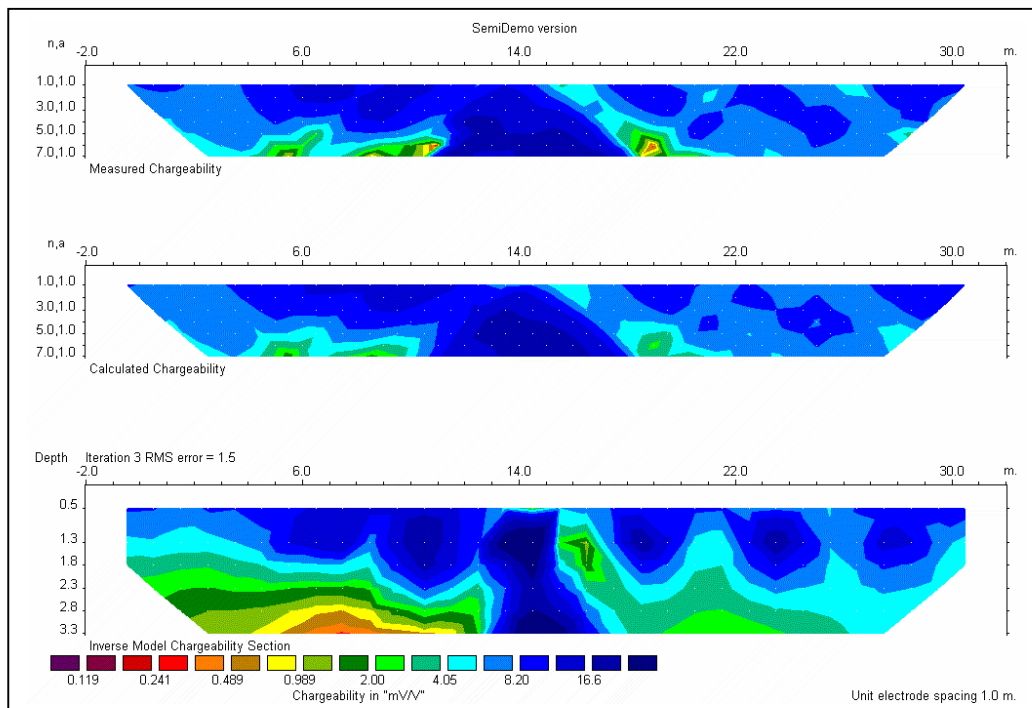 SemiDemo version
n,a
-2.0 6.0 14.0 22.0 30.0 m.
1.0,1.0
3.0,1.0
5.0,1.0
7.0,1.0
Measured Chargeability
n,a
-2.0 6.0 14.0 22.0 30.0 m.
1.0,1.0
3.0,1.0
5.0,1.0
7.0,1.0
Calculated Chargeability
Depth Iteration 3 RMS error = 1.5
-2.0 6.0 14.0 22.0 30.0 m.
0.5
1.3
1.8
2.3
2.8
3.3
Inverse Model Chargeability Section
0.119 0.241 0.489 0.989 2.00 4.05 8.20 16.6
Chargeability in "mV/V" Unit electrode spacing 1.0 m.